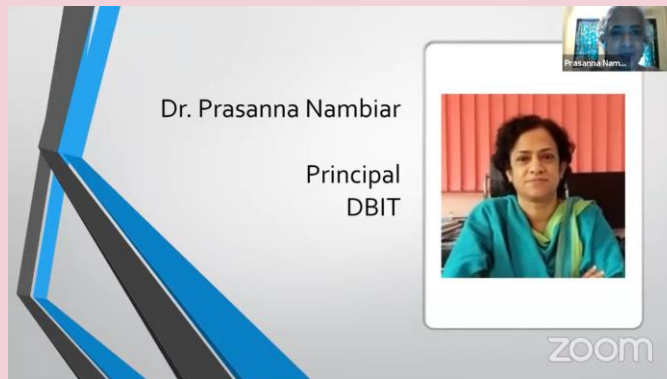 Dr. Prasanna Nambiar
Principal
DBIT
Prasanna Nam...
zoom